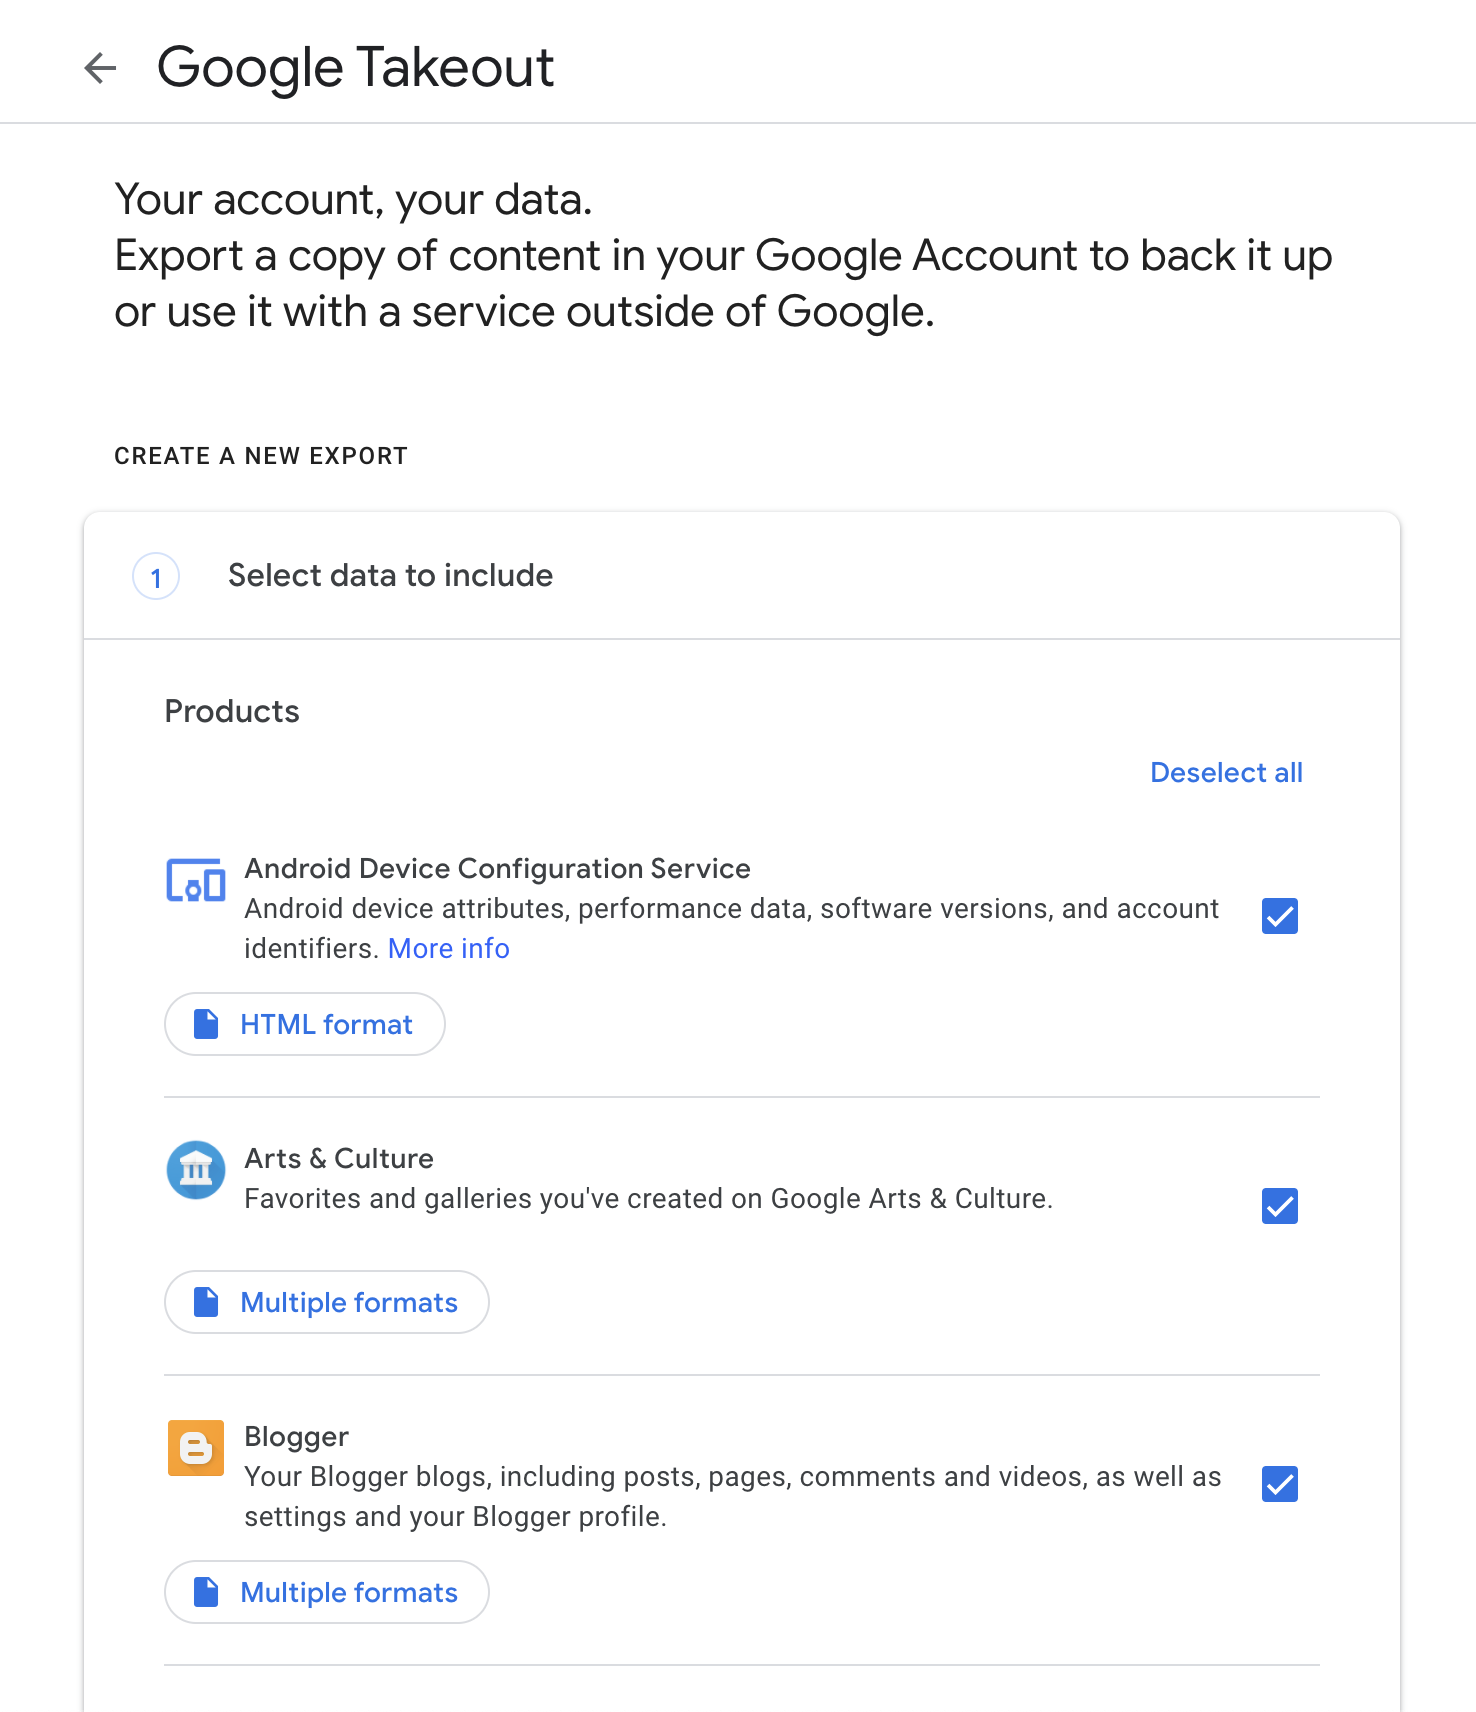 Google Takeout
Your account, your data.
Export a copy of content in your Google Account to back it up
or use it with a service outside of Google.
CREATE A NEW EXPORT
1 Select data to include
Products
Deselect all
Android Device Configuration Service
Android device attributes, performance data, software versions, and account
identifiers. More info
HTML format
Arts & Culture
Favorites and galleries you've created on Google Arts & Culture.
Multiple formats
Blogger
Your Blogger blogs, including posts, pages, comments and videos, as well as
settings and your Blogger profile.
Multiple formats